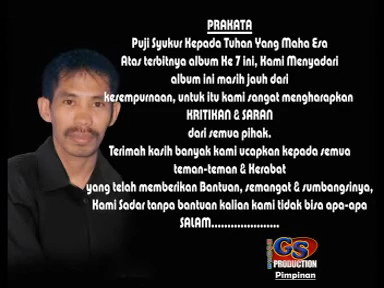 PRAKATA
Puji Syukur Kepada Tuhan Yang Maha Esa
Atas terbitnya album Ke 7 ini, Kami Menyadari
album ini masih jauh dari
kesempurnaan, untuk itu kami sangat mengharapkan
KRITIKAN & SARAN
dari semua pihak.
Terimah kasih banyak kami ucapkan kepada semua
teman-teman & Kerabat
yang telah memberikan Bantuan, semangat & sumbangsinya,
Kami Sadar tanpa bantuan kalian kami tidak bisa apa-apa
SALAM.....................
GS
PRODUCTION
Pimpinan